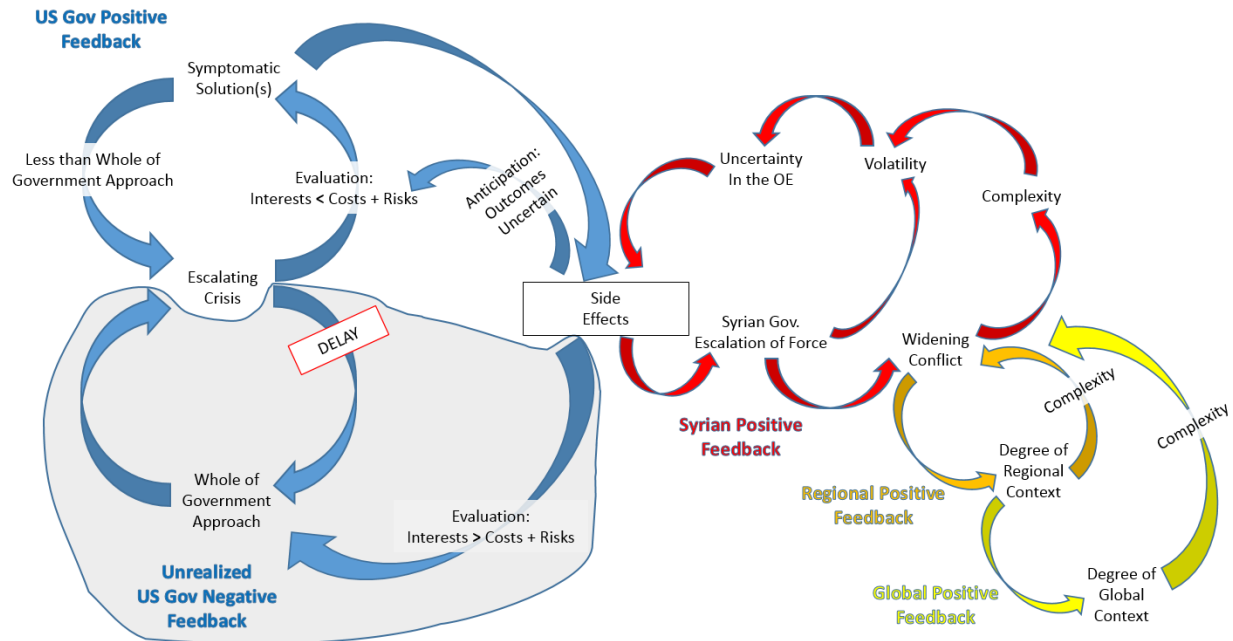 US Gov Positive
Feedback
Symptomatic
Solution(s)
Less than Whole of
Government Approach
Evaluation:
Interests < Costs + Risks
Anticipation:
Outcomes
Uncertain
Escalating
Crisis
DELAY
Side
Effects
Uncertainty
In the OE
Volatility
Complexity
Syrian Gov.
Escalation of Force
Widening
Conflict
Syrian Positive
Feedback
Complexity
Complexity
Degree of
Regional
Context
Regional Positive
Feedback
Degree of
Global
Context
Global Positive
Feedback
Whole of
Government
Approach
Evaluation:
Interests > Costs + Risks
Unrealized
US Gov Negative
Feedback